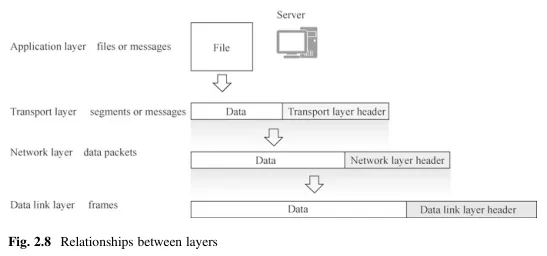 Server
Application layer files or messages
File
Transport layer segments or messages
Data Transport layer header
Network layer data packets
Data Network layer header
Data link layer frames
Data Data link layer header
Fig. 2.8 Relationships between layers